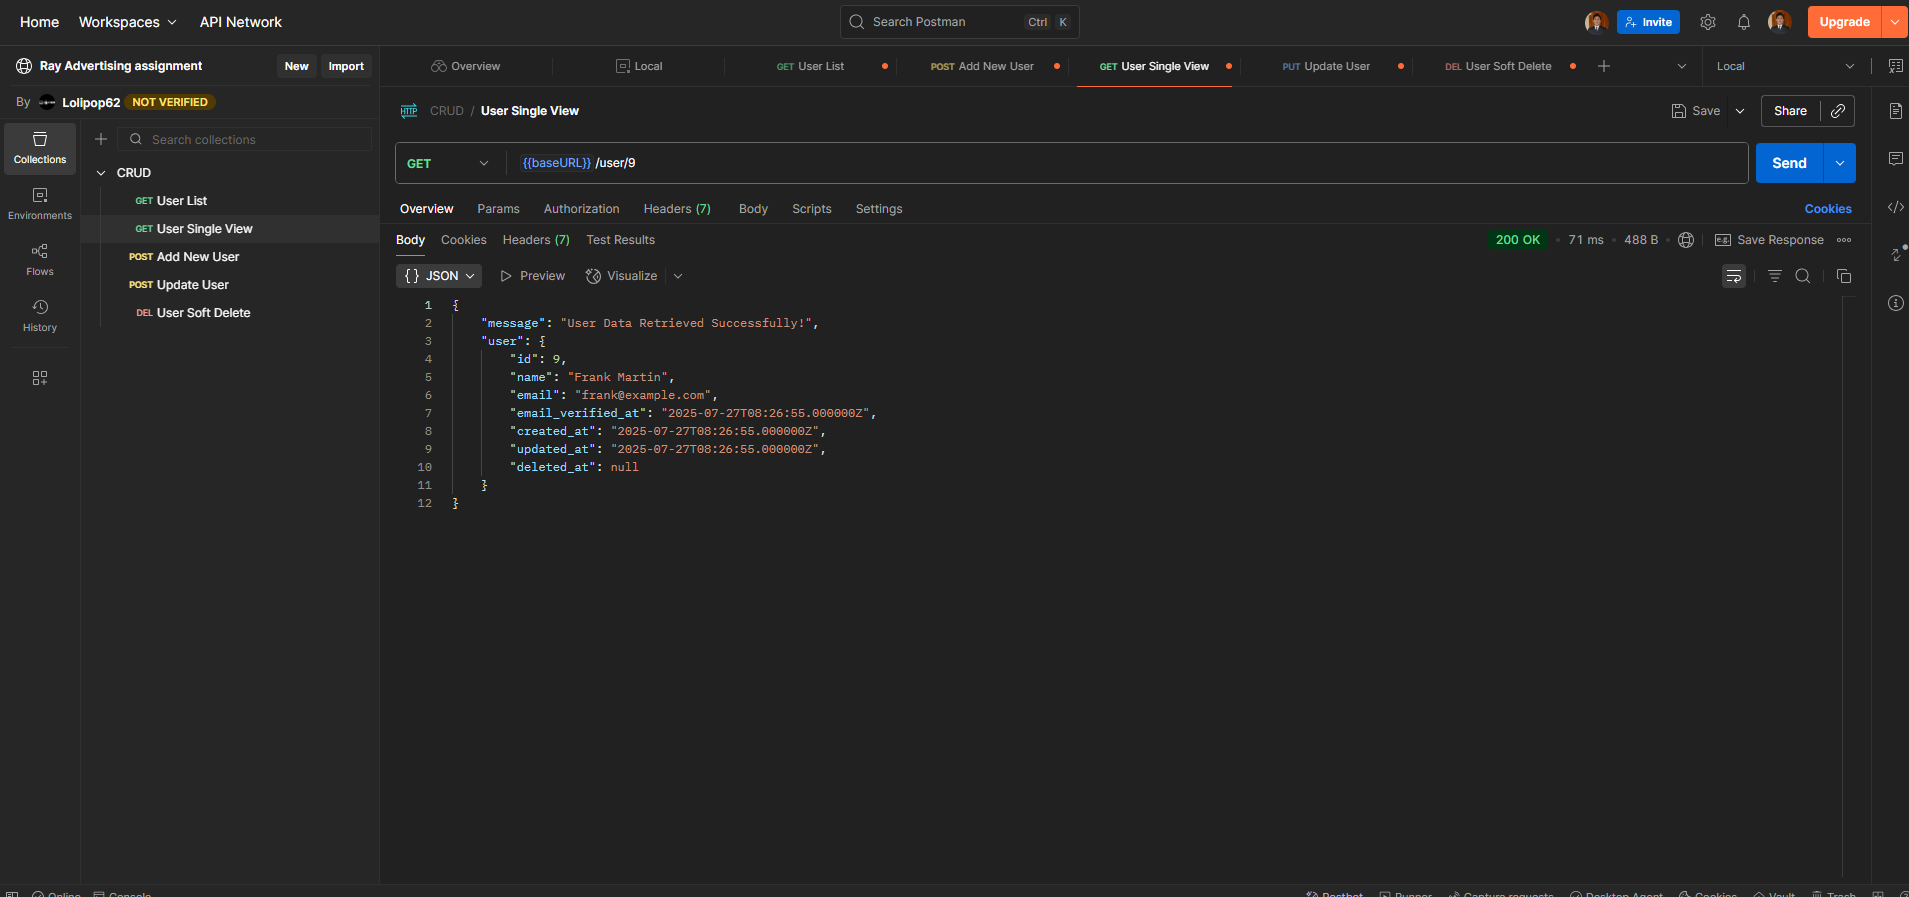 Home Workspaces API Network Search Postman Ctrl K Invite Upgrade
Ray Advertising assignment New Import
Overview Local GET User List POST Add New User GET User Single View PUT Update User DEL User Soft Delete Local
By Lolipop62 NOT VERIFIED
HTTP CRUD / User Single View Save Share
Collections
Search collections
Environments
Flows
History
CRUD
GET User List
GET User Single View
POST Add New User
POST Update User
DEL User Soft Delete
GET {{baseURL}} /user/9 Send
Overview Params Authorization Headers (7) Body Scripts Settings Cookies
Body Cookies Headers (7) Test Results 200 OK 71 ms 488 B e.g. Save Response
{} JSON Preview Visualize
1 {
2 "message": "User Data Retrieved Successfully!",
3 "user": {
4 "id": 9,
5 "name": "Frank Martin",
6 "email": "frank@example.com",
7 "email_verified_at": "2025-07-27T08:26:55.000000Z",
8 "created_at": "2025-07-27T08:26:55.000000Z",
9 "updated_at": "2025-07-27T08:26:55.000000Z",
10 "deleted_at": null
11 }
12 }
Online Console Postbot Runner Capture requests Desktop Agent Cookies Vault Trash